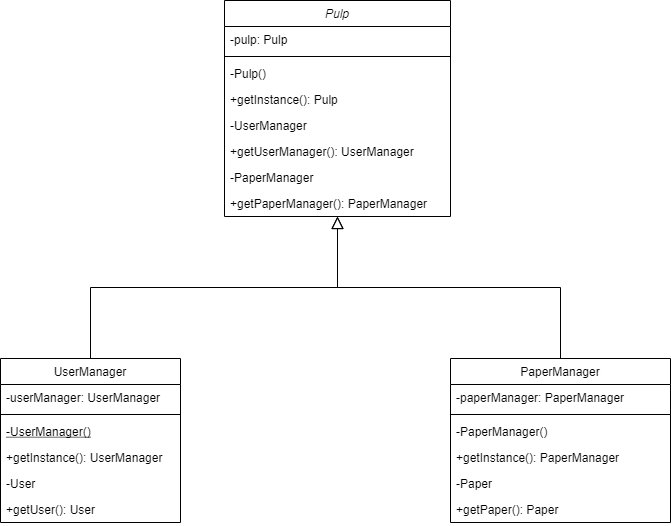 Pulp
-pulp: Pulp
-Pulp()
+getInstance(): Pulp
-UserManager
+getUserManager(): UserManager
-PaperManager
+getPaperManager(): PaperManager
UserManager
-userManager: UserManager
-UserManager()
+getInstance(): UserManager
-User
+getUser(): User
PaperManager
-paperManager: PaperManager
-PaperManager()
+getInstance(): PaperManager
-Paper
+getPaper(): Paper